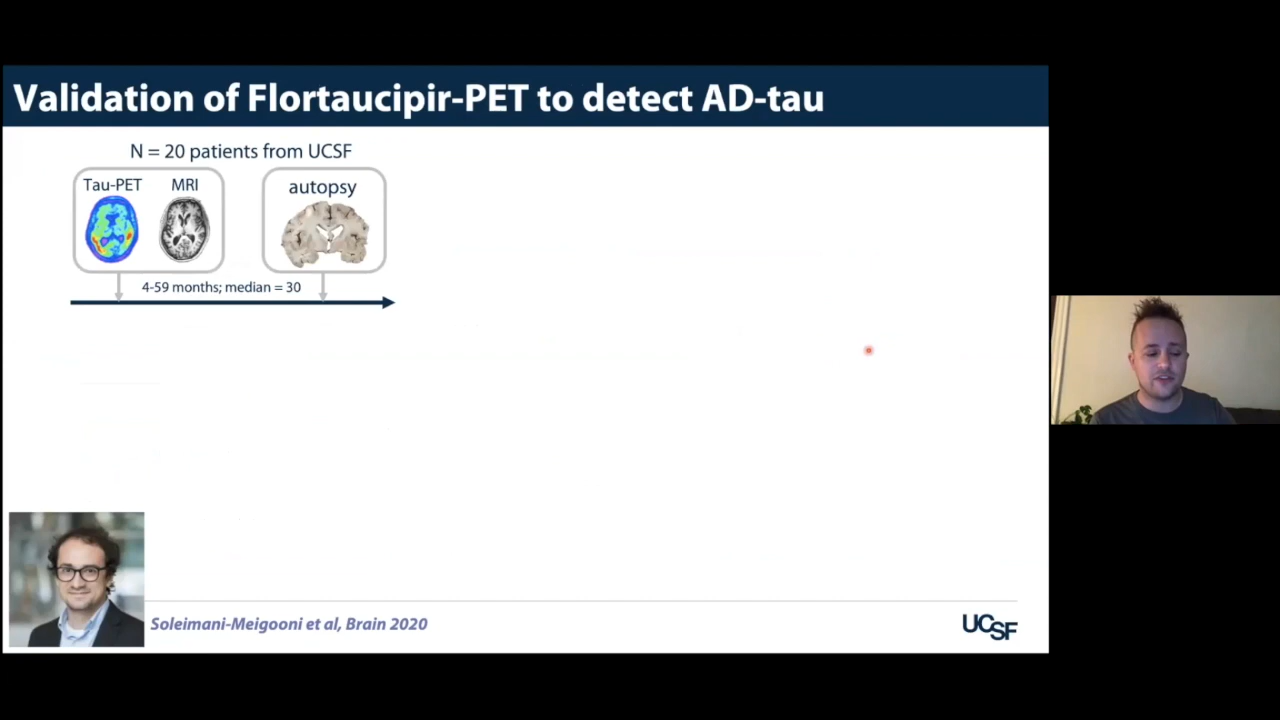 Validation of Flortaucipir-PET to detect AD-tau
N = 20 patients from UCSF
Tau-PET MRI
autopsy
4-59 months; median = 30
Soleimani-Meigooni et al, Brain 2020
UCSF